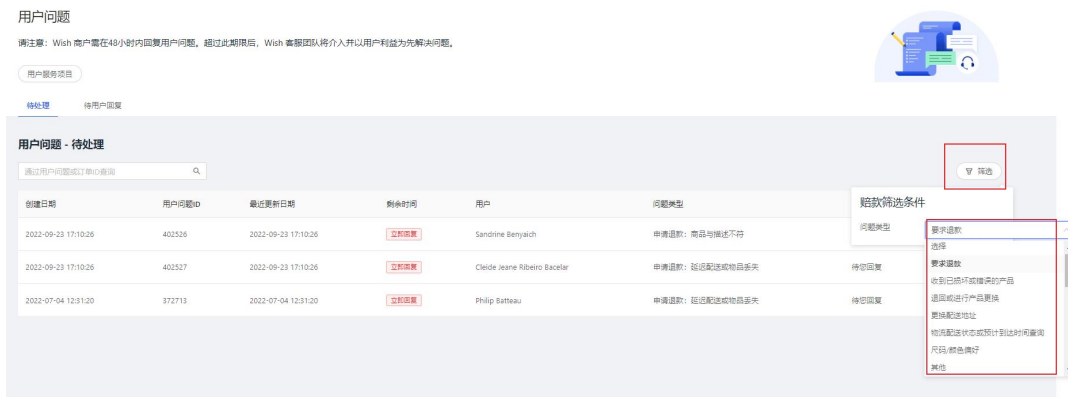 用户问题
请注意：Wish 商户需在48小时内回复用户问题。超过此期限后，Wish 客服团队将介入并以用户利益为先解决问题。
用户服务项目
待处理 待用户回复
用户问题 - 待处理
通过用户问题或订单ID查询
筛选
赔款筛选条件
创建日期 用户问题ID 最近更新日期 剩余时间 用户 问题类型
问题类型 要求退款
2022-09-23 17:10:26 402526 2022-09-23 17:10:26 立即回复 Sandrine Benyaich 申请退款：商品与描述不符
选择
要求退款
收到已损坏或错误的产品
退回或进行产品更换
更换配送地址
物流配送状态或预计到达时间查询
尺码/颜色偏好
其他
2022-09-23 17:10:26 402527 2022-09-23 17:10:26 立即回复 Cleide Jeane Ribeiro Bacelar 申请退款：延迟配送或物品丢失 待您回复
2022-07-04 12:31:20 372713 2022-07-04 12:31:20 立即回复 Philip Batteau 申请退款：延迟配送或物品丢失 待您回复